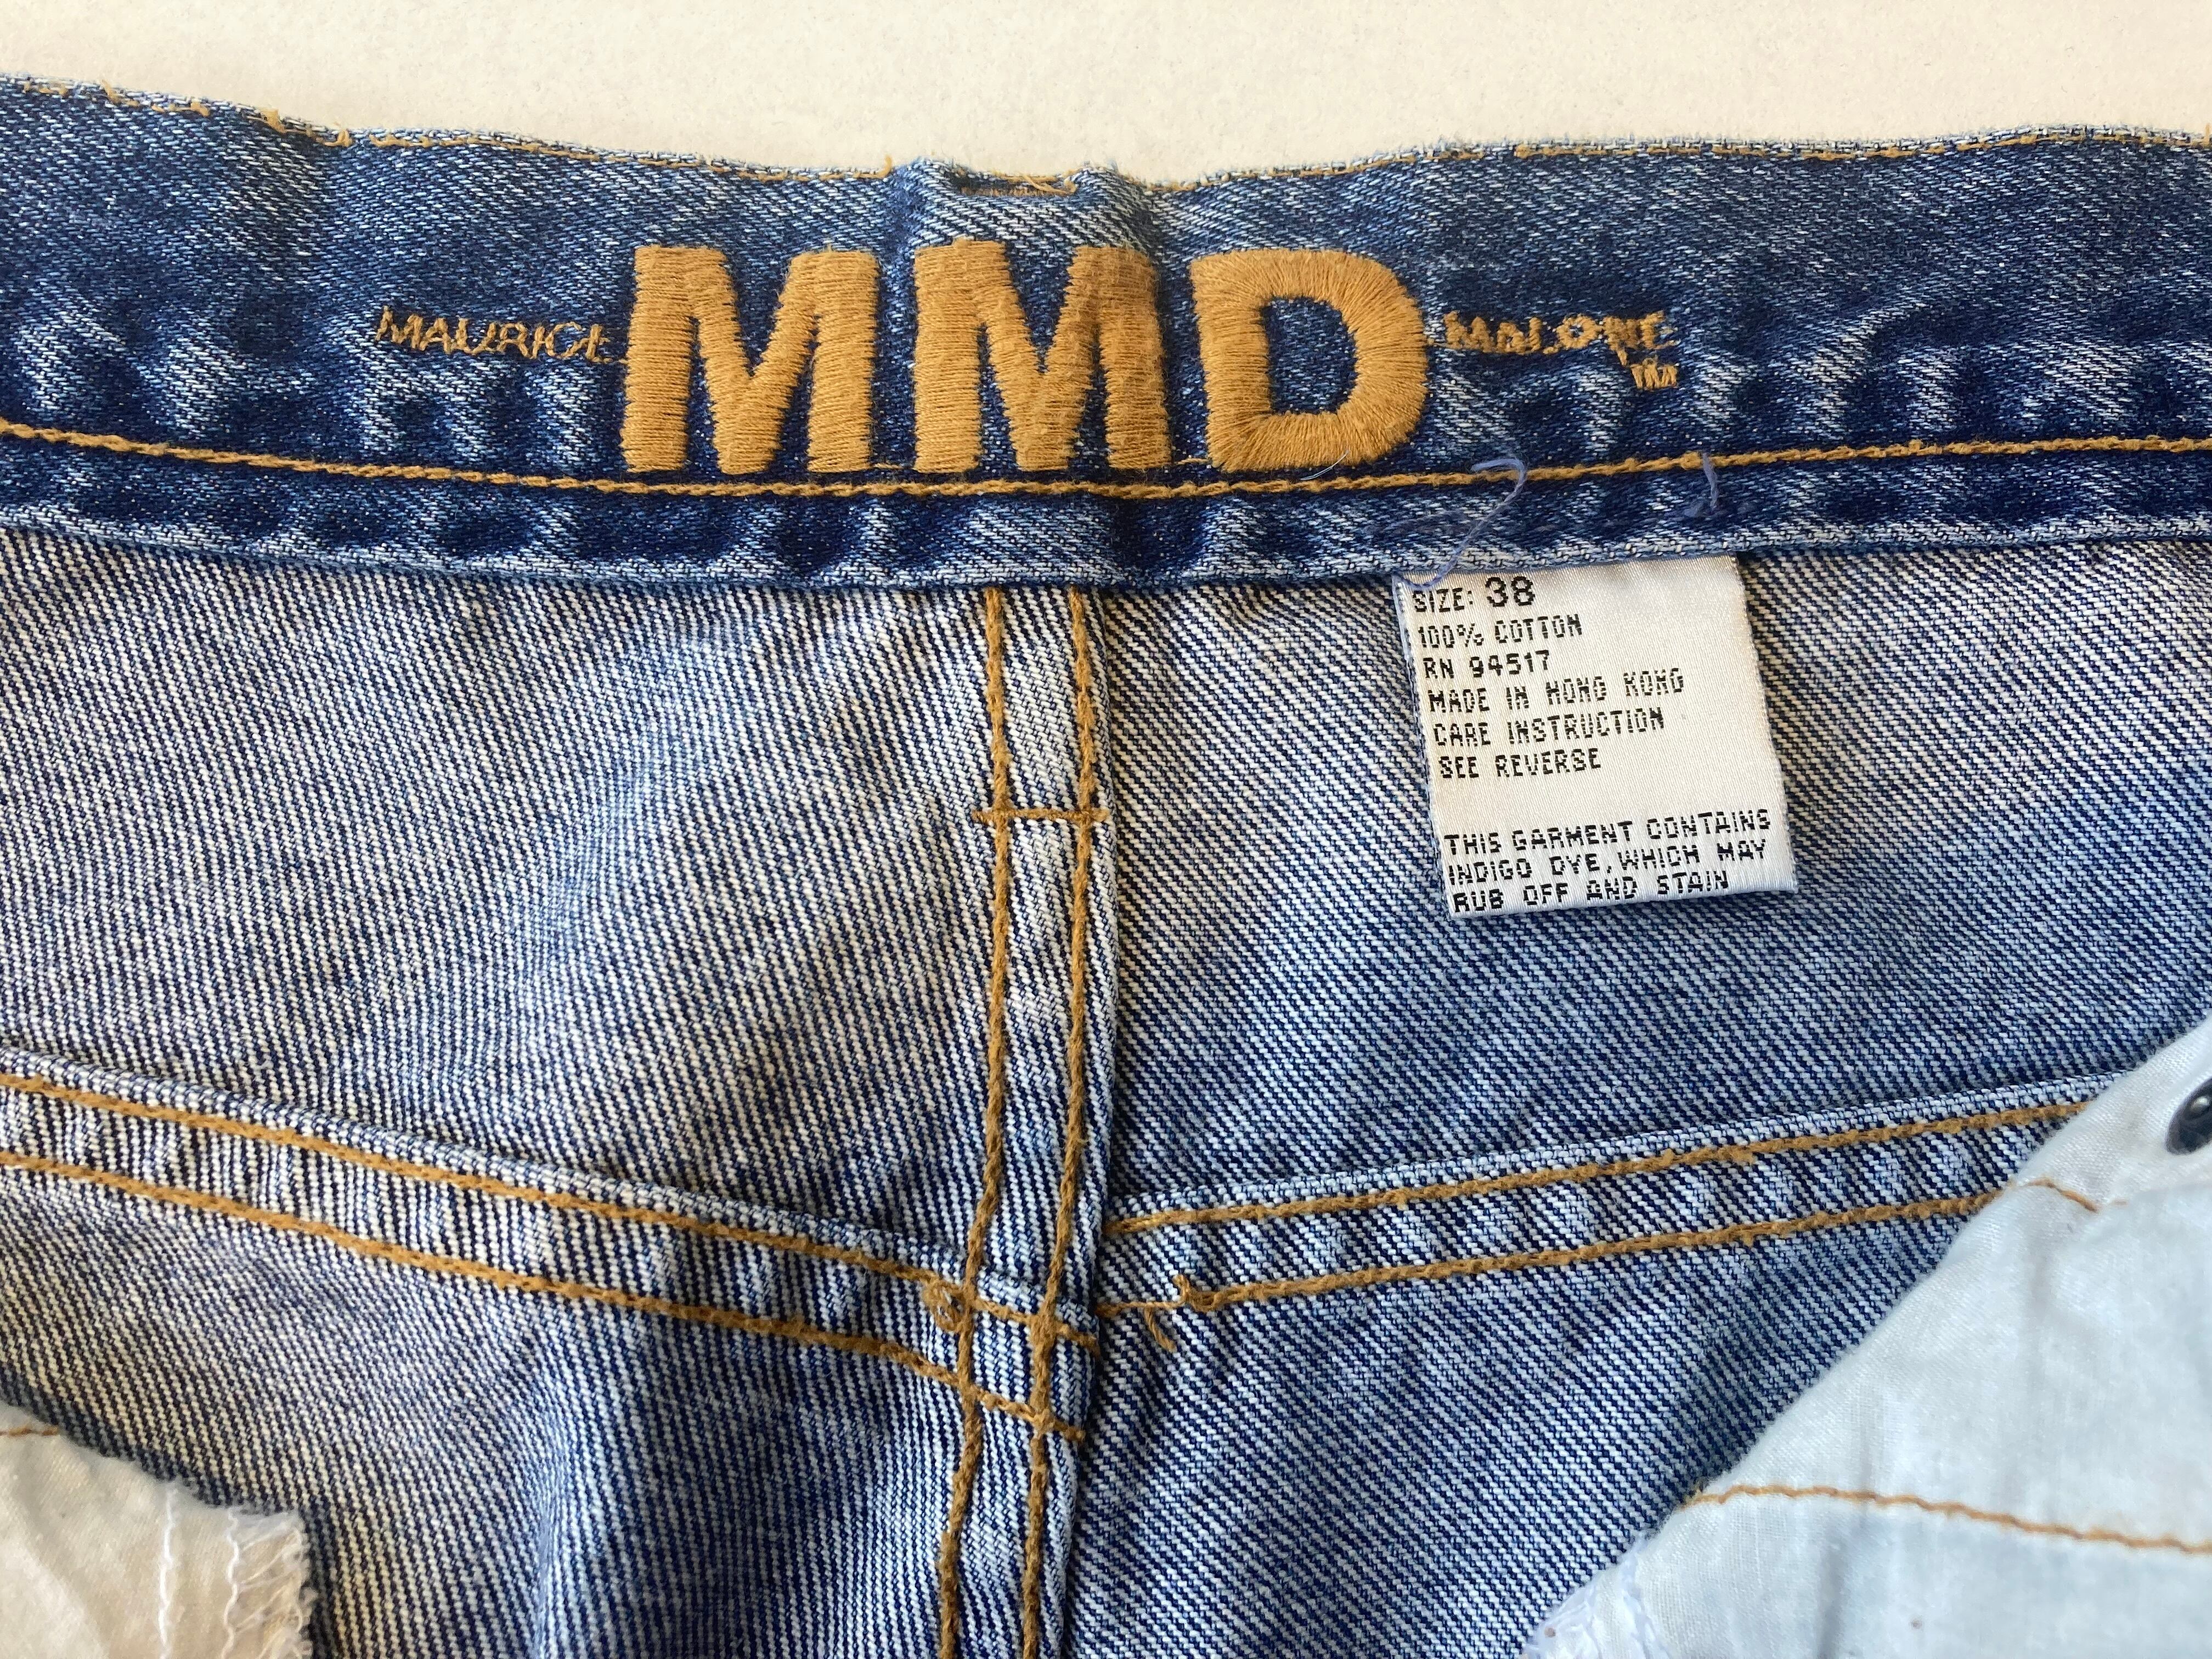 MAURICE MMD MALONE
TM
SIZE: 38
100% COTTON
RN 94517
MADE IN HONG KONG
CARE INSTRUCTION
SEE REVERSE
THIS GARMENT CONTAINS
INDIGO DYE, WHICH MAY
RUB OFF AND STAIN